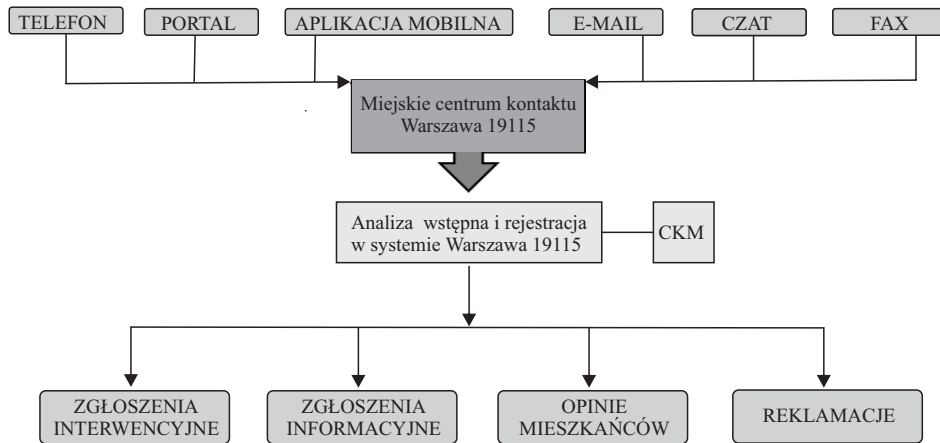 TELEFON
PORTAL
APLIKACJA MOBILNA
E-MAIL
CZAT
FAX
Miejskie centrum kontaktu
Warszawa 19115
Analiza wstępna i rejestracja
w systemie Warszawa 19115
CKM
ZGŁOSZENIA
INTERWENCYJNE
ZGŁOSZENIA
INFORMACYJNE
OPINIE
MIESZKAŃCÓW
REKLAMACJE